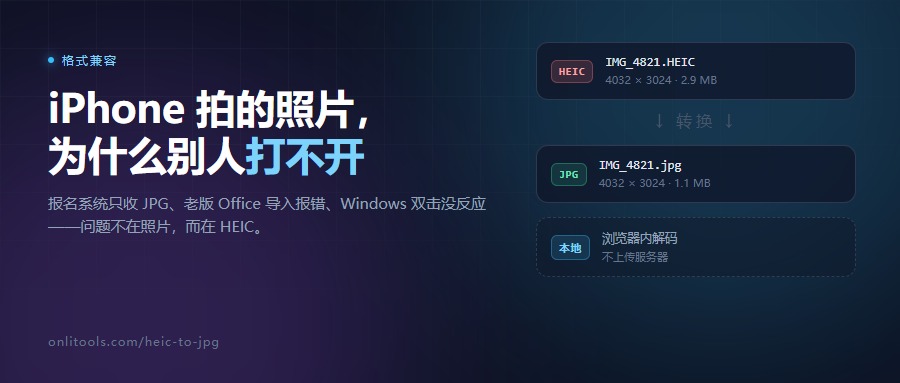 格式兼容
iPhone 拍的照片，
为什么别人打不开
报名系统只收 JPG、老版 Office 导入报错、Windows 双击没反应
——问题不在照片，而在 HEIC。
onlitools.com/heic-to-jpg
HEIC
IMG_4821.HEIC
4032 × 3024 · 2.9 MB
↓ 转换 ↓
JPG
IMG_4821.jpg
4032 × 3024 · 1.1 MB
本地
浏览器内解码
不上传服务器